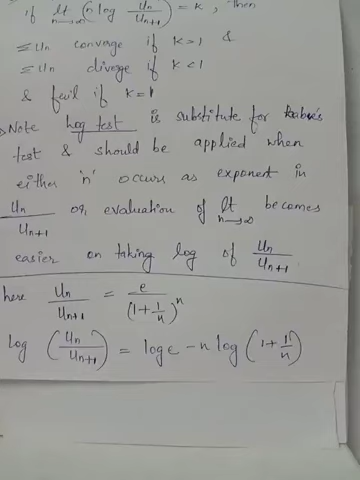 if lt n→∞ (n log Un/Un+1) = K, then
≤Un converge if K=1 &
≤Un diverge if K<1
& fail if K=1
Note Log test is substitute for Raabe's
test & should be applied when
either 'n' occurs as exponent in
Un/Un+1 or, evaluation of lt n→∞ becomes
easier on taking log of Un/Un+1
here Un/Un+1 = e/(1+1/n)^n
log (Un/Un+1) = loge - n log (1+1/n)